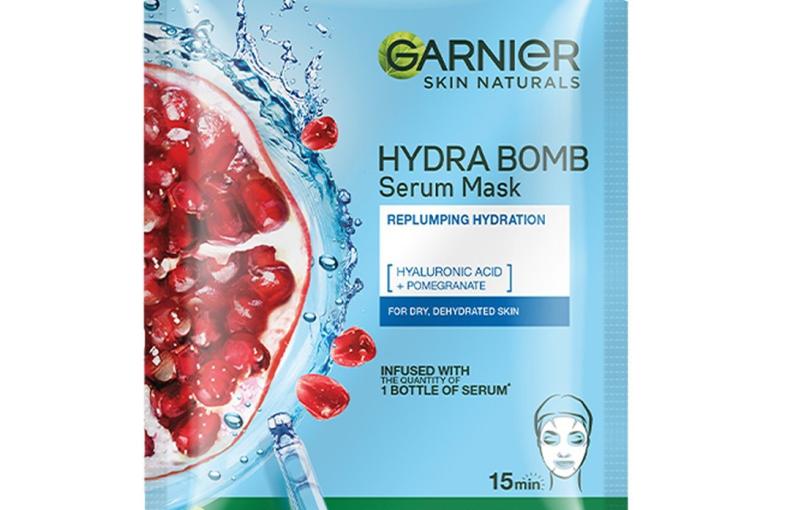 GARNIER
SKIN NATURALS
HYDRA BOMB
Serum Mask
REPLUMPING HYDRATION
[ HYALURONIC ACID
+ POMEGRANATE ]
FOR DRY, DEHYDRATED SKIN
INFUSED WITH
THE QUANTITY OF
1 BOTTLE OF SERUM*
15min